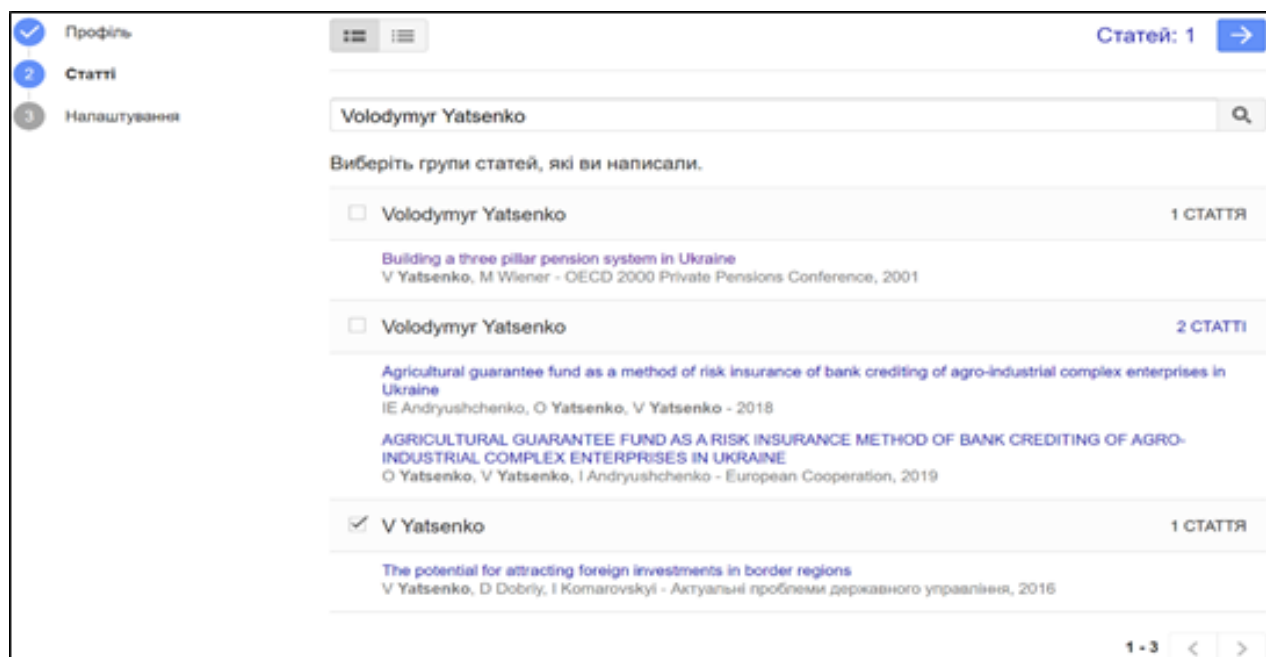 Профіль
2 Статті
3 Налаштування
Статей: 1
Volodymyr Yatsenko
Виберіть групи статей, які ви написали.
Volodymyr Yatsenko 1 СТАТТЯ
Building a three pillar pension system in Ukraine
V Yatsenko, M Wiener - OECD 2000 Private Pensions Conference, 2001
Volodymyr Yatsenko 2 СТАТТІ
Agricultural guarantee fund as a method of risk insurance of bank crediting of agro-industrial complex enterprises in
Ukraine
IE Andryushchenko, O Yatsenko, V Yatsenko - 2018
AGRICULTURAL GUARANTEE FUND AS A RISK INSURANCE METHOD OF BANK CREDITING OF AGRO-
INDUSTRIAL COMPLEX ENTERPRISES IN UKRAINE
O Yatsenko, V Yatsenko, I Andryushchenko - European Cooperation, 2019
V Yatsenko 1 СТАТТЯ
The potential for attracting foreign investments in border regions
V Yatsenko, D Dobriy, I Komarovskyi - Актуальні проблеми державного управління, 2016
1 - 3